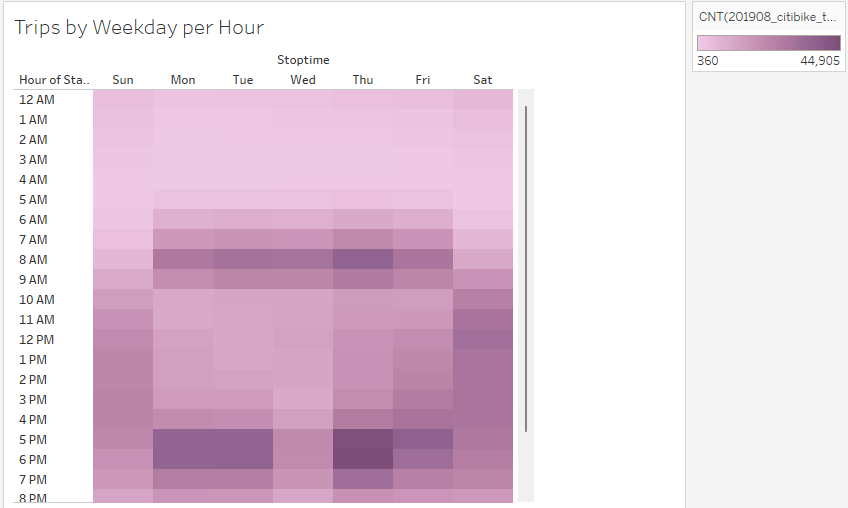 Trips by Weekday per Hour
CNT(201908_citibike_t...
360 44,905
Stoptime
Hour of Sta.. Sun Mon Tue Wed Thu Fri Sat
12 AM
1 AM
2 AM
3 AM
4 AM
5 AM
6 AM
7 AM
8 AM
9 AM
10 AM
11 AM
12 PM
1 PM
2 PM
3 PM
4 PM
5 PM
6 PM
7 PM
8 PM